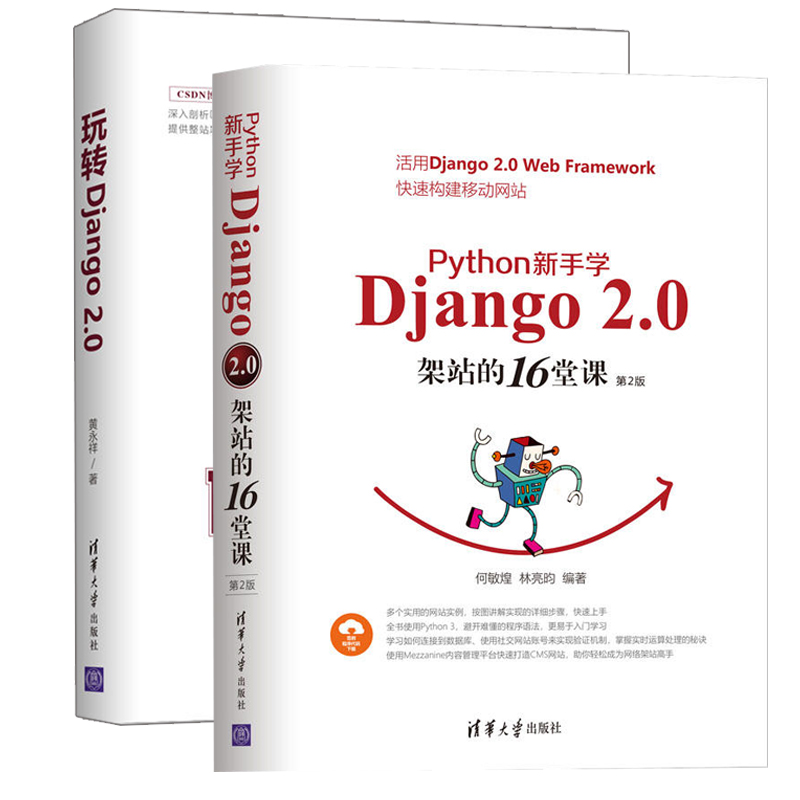 CSDN博
深入剖析
提供整站
玩转Django 2.0
黄永祥/著
清华大学出版社
Python
新手学
Django
2.0
架站的
16
堂课
第2版
清华大学出版社
活用Django 2.0 Web Framework
快速构建移动网站
Python新手学
Django 2.0
架站的16堂课 第2版
何敏煌 林亮昀 编著
多个实用的网站实例，按图讲解实现的详细步骤，快速上手
全书使用Python 3，避开难懂的程序语法，更易于入门学习
学习如何连接到数据库、使用社交网站账号来实现验证机制，掌握实时运算处理的秘诀
使用Mezzanine内容管理平台快速打造CMS网站，助你轻松成为网络架站高手
清华大学出版社